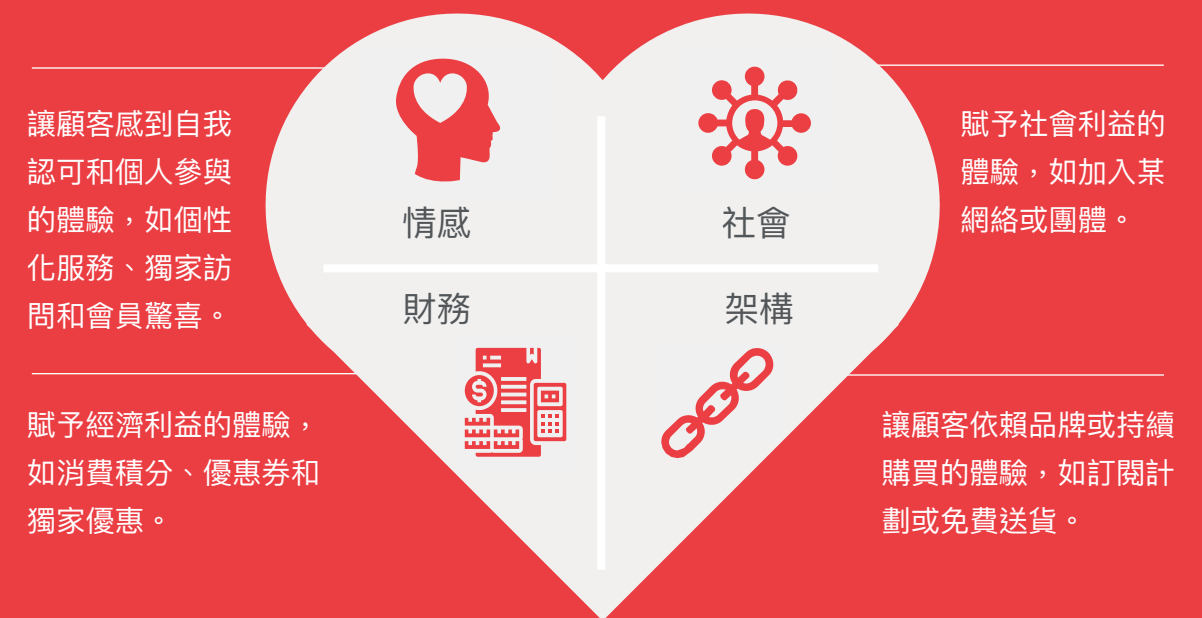 讓顧客感到自我
認可和個人參與
的體驗，如個性
化服務、獨家訪
問和會員驚喜。
情感
社會
賦予社會利益的
體驗，如加入某
網絡或團體。
財務
架構
賦予經濟利益的體驗，
如消費積分、優惠券和
獨家優惠。
$
讓顧客依賴品牌或持續
購買的體驗，如訂閱計
劃或免費送貨。